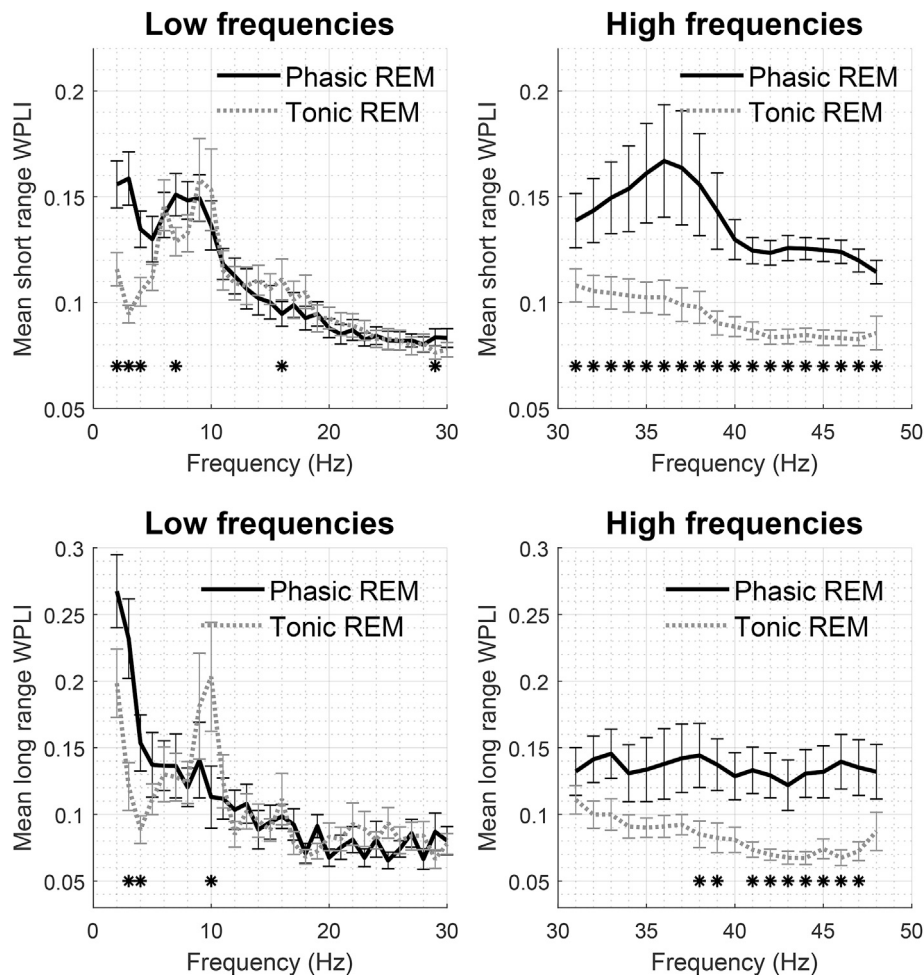 Low frequencies
Phasic REM
Tonic REM
Mean short range WPLI
0.2
0.15
0.1
0.05
0
10
20
30
Frequency (Hz)
High frequencies
Phasic REM
Tonic REM
Mean short range WPLI
0.2
0.15
0.1
0.05
30
35
40
45
50
Frequency (Hz)
Low frequencies
Phasic REM
Tonic REM
Mean long range WPLI
0.3
0.25
0.2
0.15
0.1
0.05
0
10
20
30
Frequency (Hz)
High frequencies
Phasic REM
Tonic REM
Mean long range WPLI
0.3
0.25
0.2
0.15
0.1
0.05
30
35
40
45
50
Frequency (Hz)